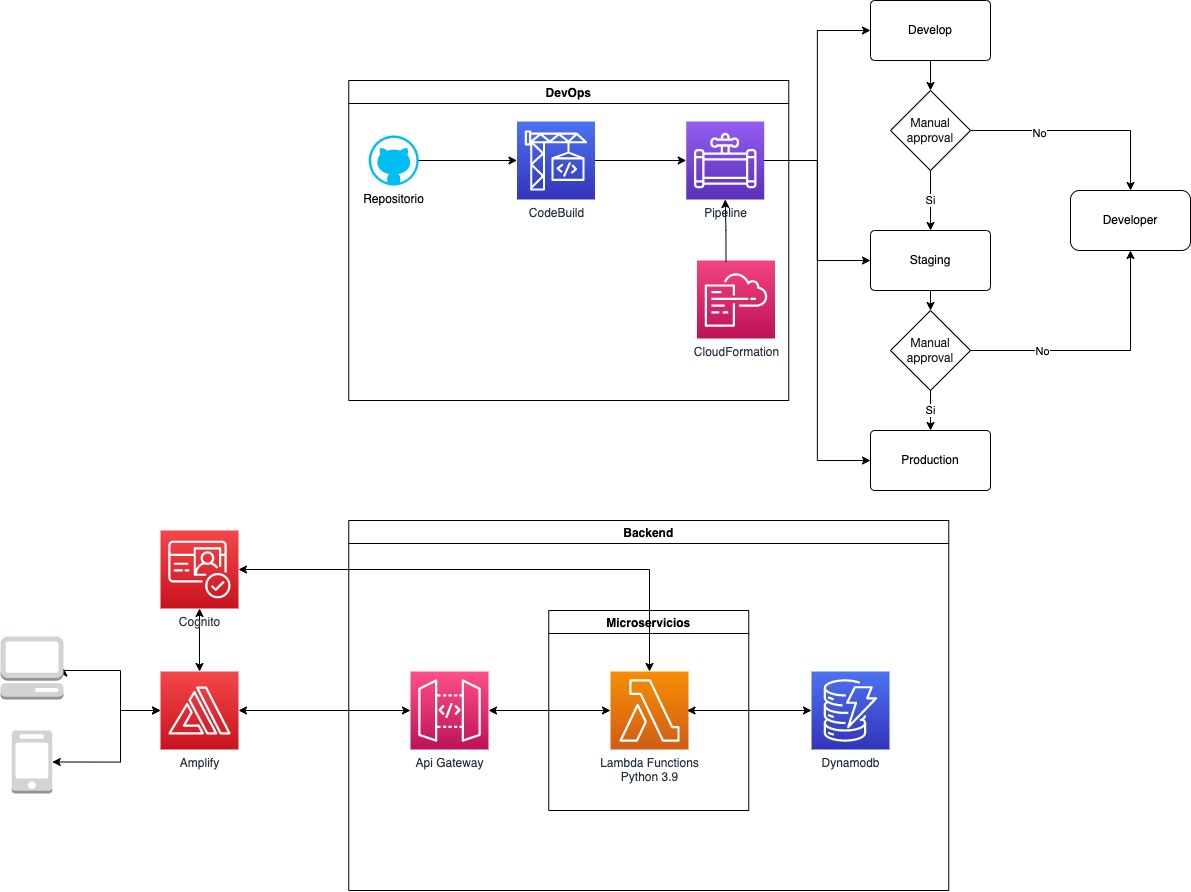 Develop
Manual
approval
No
Si
Developer
Staging
Manual
approval
No
Si
Production
DevOps
Repositorio
CodeBuild
Pipeline
CloudFormation
Backend
Cognito
Microservicios
Amplify
Api Gateway
Lambda Functions
Python 3.9
Dynamodb